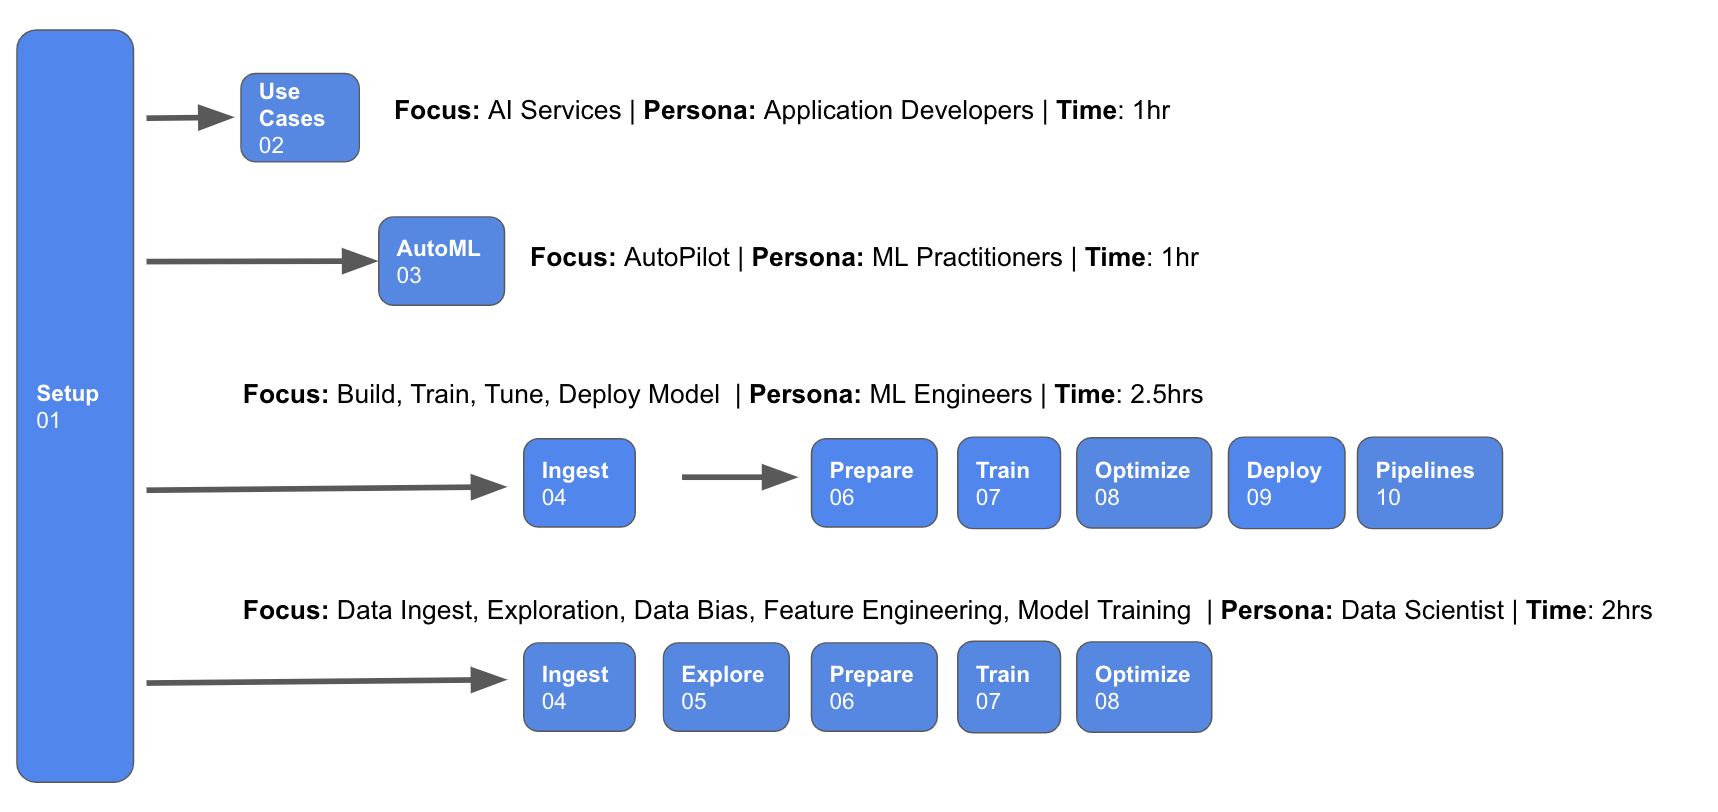 Setup
01
Use
Cases
02
Focus: AI Services | Persona: Application Developers | Time: 1hr
AutoML
03
Focus: AutoPilot | Persona: ML Practitioners | Time: 1hr
Focus: Build, Train, Tune, Deploy Model | Persona: ML Engineers | Time: 2.5hrs
Ingest
04
Prepare
06
Train
07
Optimize
08
Deploy
09
Pipelines
10
Focus: Data Ingest, Exploration, Data Bias, Feature Engineering, Model Training | Persona: Data Scientist | Time: 2hrs
Ingest
04
Explore
05
Prepare
06
Train
07
Optimize
08